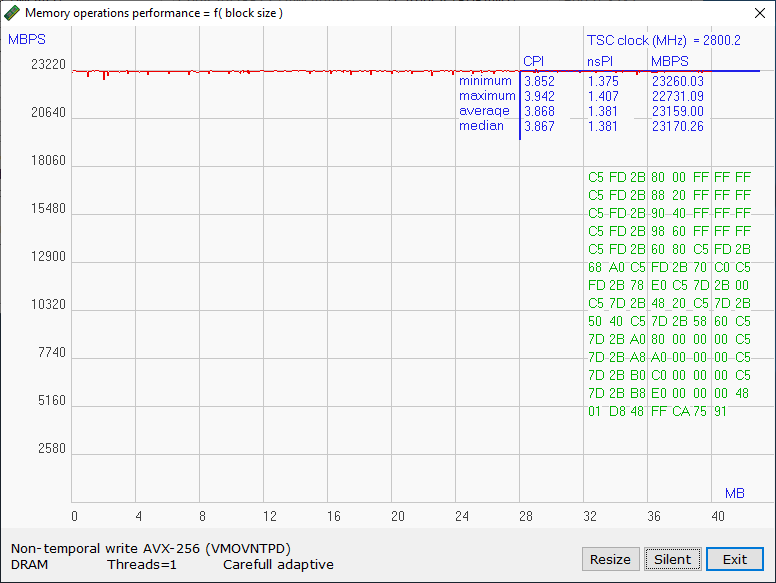 Memory operations performance = f( block size )
MBPS
TSC clock (MHz) = 2800.2
CPI nsPI MBPS
23220
minimum 3.852 1.375 23260.03
maximum 3.942 1.407 22731.09
average 3.868 1.381 23159.00
median 3.867 1.381 23170.26
20640
18060
15480
12900
10320
7740
5160
2580
C5 FD 2B 80 00 FF FF FF
C5 FD 2B 88 20 FF FF FF
C5 FD 2B 90 40 FF FF FF
C5 FD 2B 98 60 FF FF FF
C5 FD 2B 60 80 C5 FD 2B
68 A0 C5 FD 2B 70 C0 C5
FD 2B 78 E0 C5 7D 2B 00
C5 7D 2B 48 20 C5 7D 2B
50 40 C5 7D 2B 58 60 C5
7D 2B A0 80 00 00 00 C5
7D 2B A8 A0 00 00 00 C5
7D 2B B0 C0 00 00 00 C5
7D 2B B8 E0 00 00 00 48
01 D8 48 FF CA 75 91
MB
0 4 8 12 16 20 24 28 32 36 40
Non-temporal write AVX-256 (VMOVNTPD)
DRAM Threads=1 Carefull adaptive
Resize Silent Exit